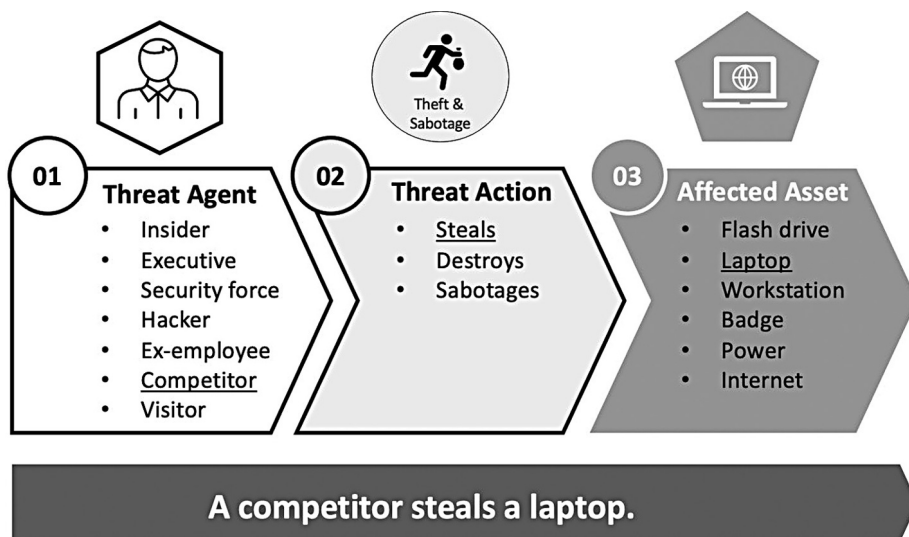 Theft &
Sabotage
01
Threat Agent
• Insider
• Executive
• Security force
• Hacker
• Ex-employee
• Competitor
• Visitor
02
Threat Action
• Steals
• Destroys
• Sabotages
03
Affected Asset
• Flash drive
• Laptop
• Workstation
• Badge
• Power
• Internet
A competitor steals a laptop.